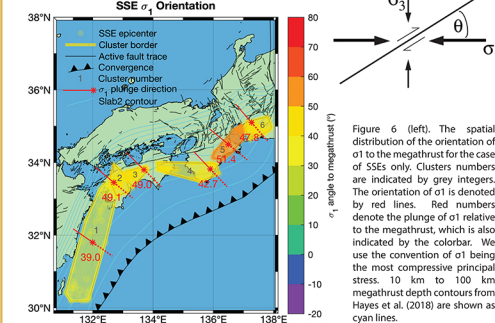 SSE σ1 Orientation
38°N
36°N
34°N
32°N
30°N
132°E
134°E
136°E
138°E
SSE epicenter
Cluster border
Active fault trace
Convergence
1 Cluster number
σ1 plunge direction
Slab2 contour
1
39.0
2
49.1
3
49.0
4
42.7
5
51.4
6
47.8
80
70
60
50
40
30
20
10
0
-10
-20
σ1 angle to megathrust (°)
σ3
θ
σ
Figure 6 (left). The spatial
distribution of the orientation of
σ1 to the megathrust for the case
of SSEs only. Clusters numbers
are indicated by grey integers.
The orientation of σ1 is denoted
by red lines. Red numbers
denote the plunge of σ1 relative
to the megathrust, which is also
indicated by the colorbar. We
use the convention of σ1 being
the most compressive principal
stress. 10 km to 100 km
megathrust depth contours from
Hayes et al. (2018) are shown as
cyan lines.